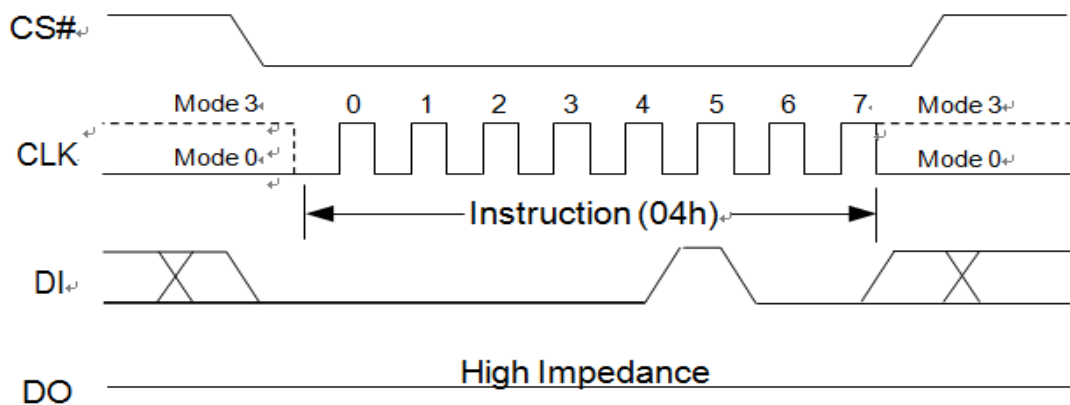 CS#
Mode 3 0 1 2 3 4 5 6 7 Mode 3
CLK
Mode 0 Mode 0
Instruction (04h)
DI
High Impedance
DO